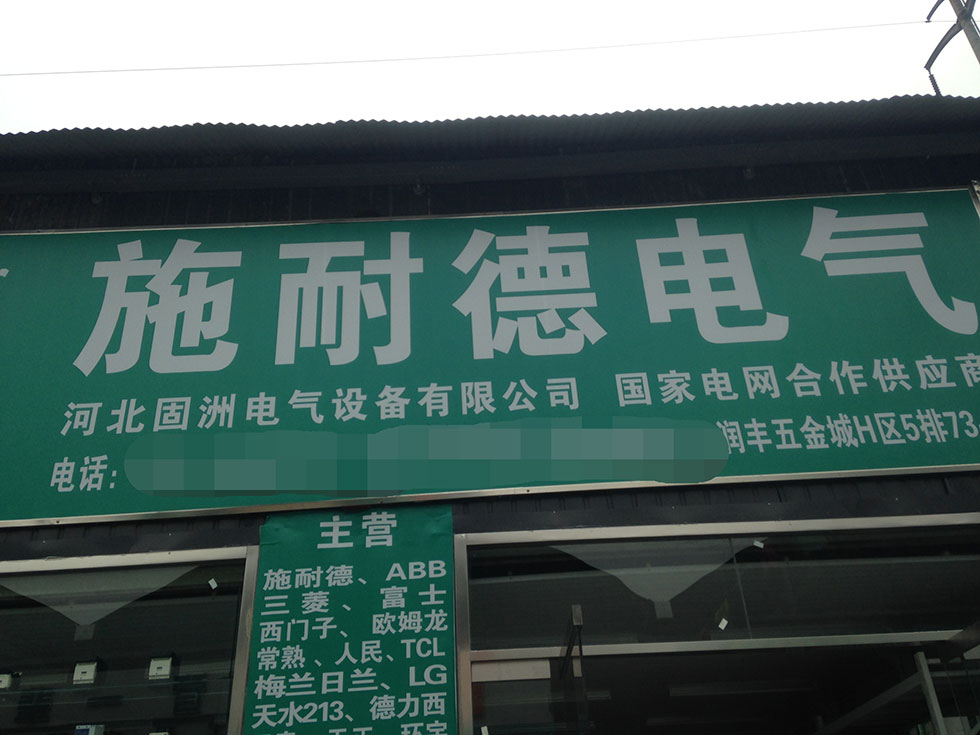 施耐德电气
河北固洲电气设备有限公司 国家电网合作供应商
电话: 润丰五金城H区5排73
主营
施耐德、ABB
三菱、富士
西门子、欧姆龙
常熟、人民、TCL
梅兰日兰、LG
天水213、德力西